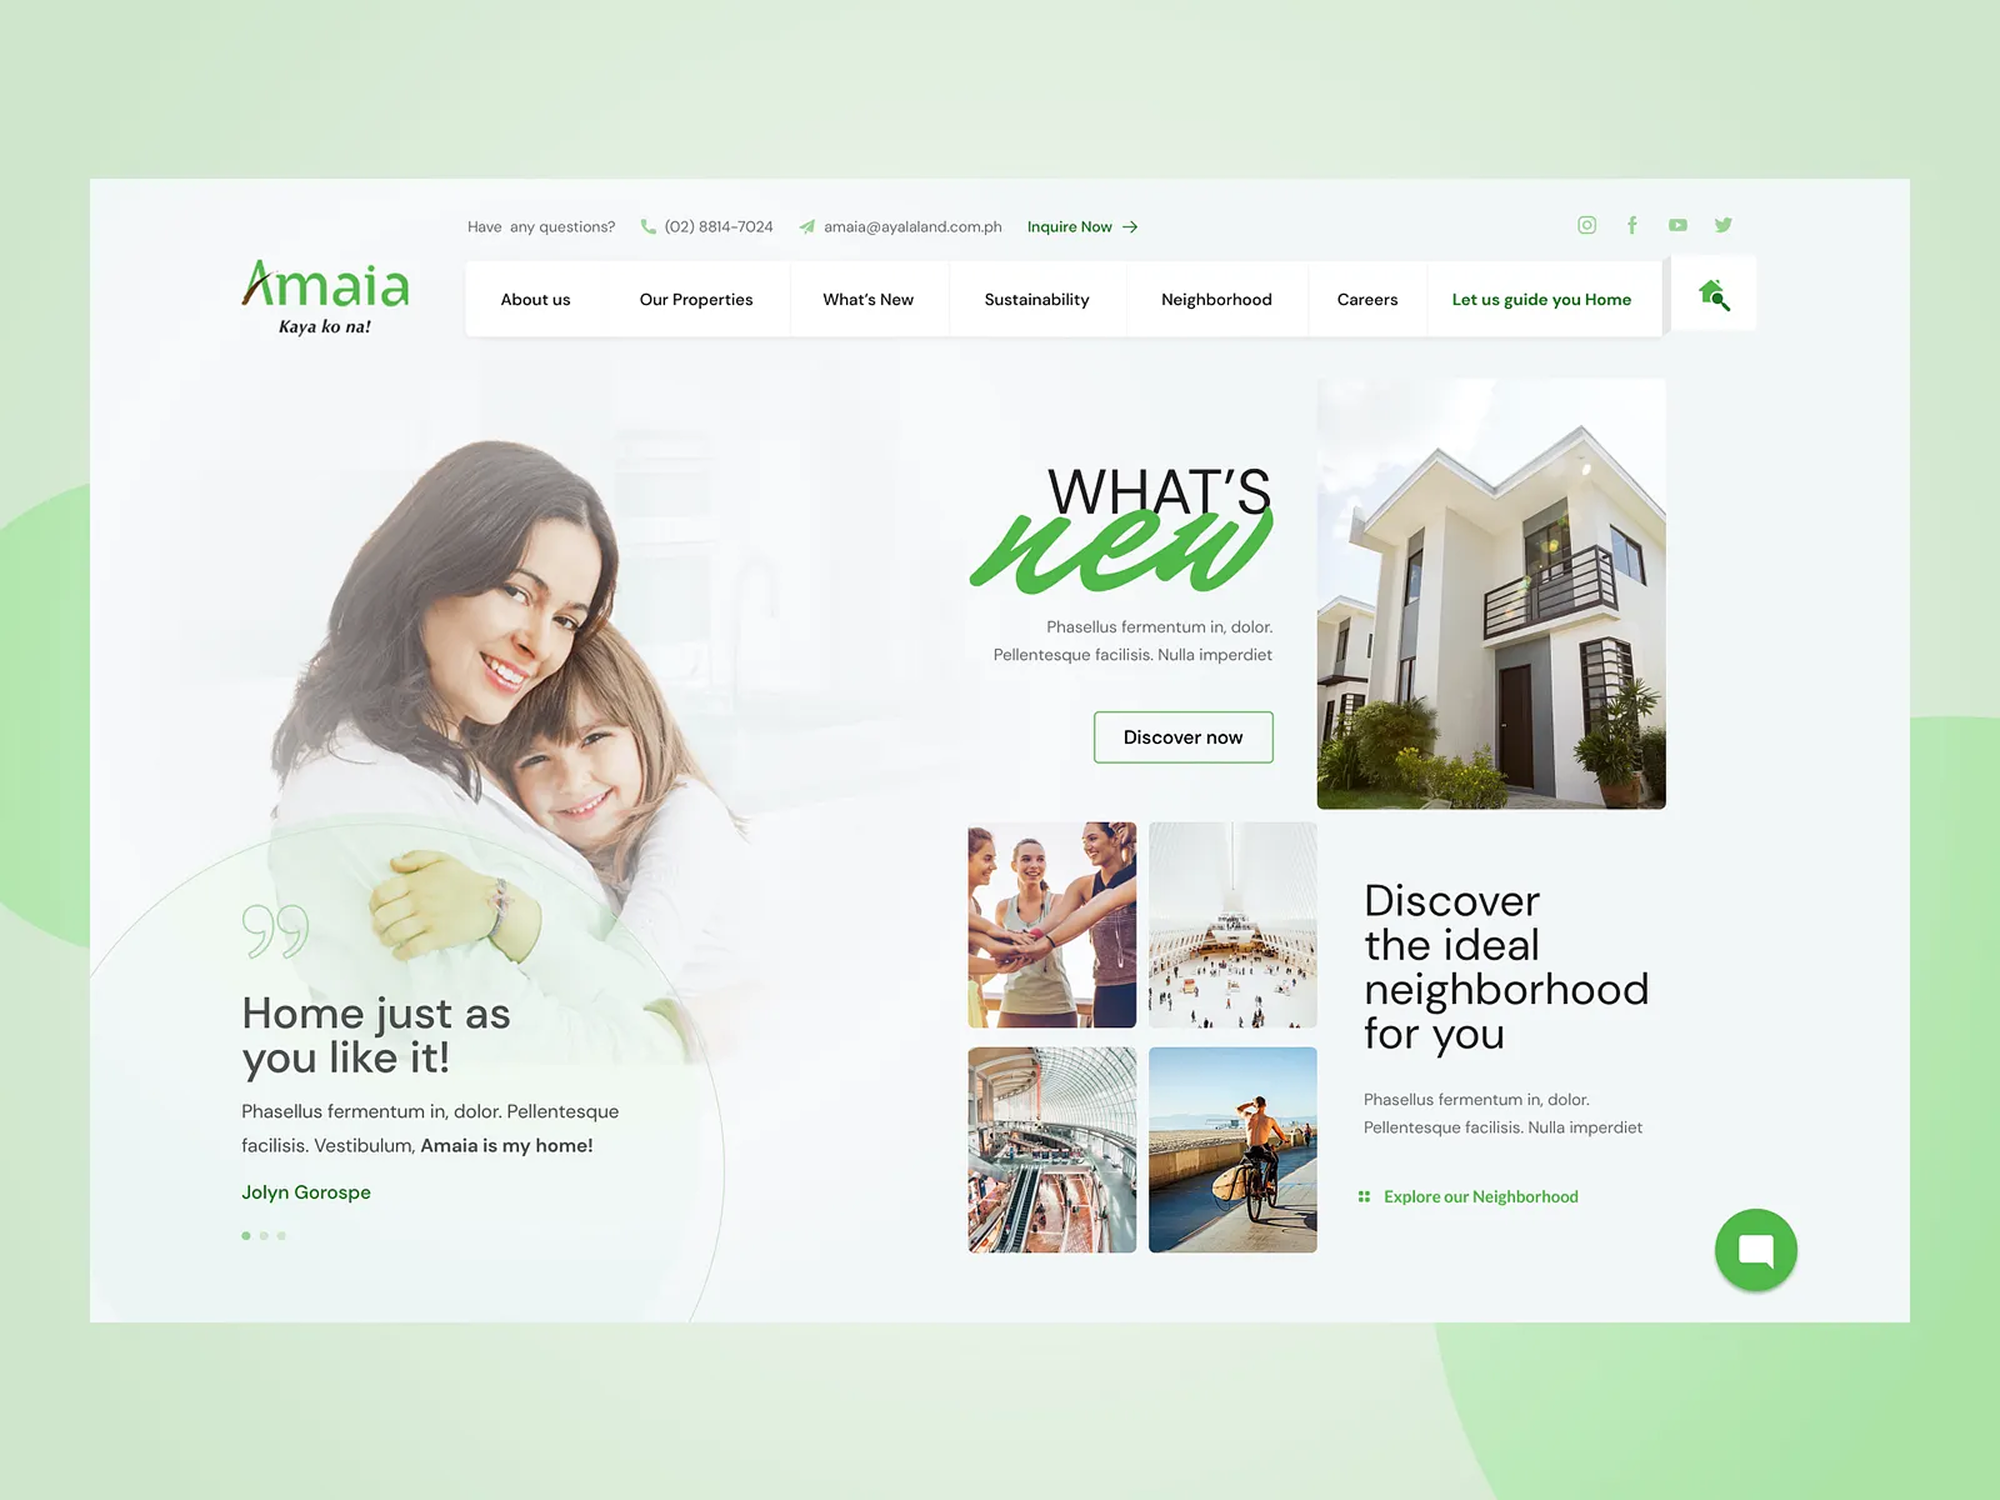 Have any questions? (02) 8814-7024 amaia@ayalaland.com.ph Inquire Now
Amaia
Kaya ko na!
About us Our Properties What's New Sustainability Neighborhood Careers Let us guide you Home
WHAT'S
new
Phasellus fermentum in, dolor.
Pellentesque facilisis. Nulla imperdiet
Discover now
Home just as
you like it!
Phasellus fermentum in, dolor. Pellentesque
facilisis. Vestibulum, Amaia is my home!
Jolyn Gorospe
Discover
the ideal
neighborhood
for you
Phasellus fermentum in, dolor.
Pellentesque facilisis. Nulla imperdiet
Explore our Neighborhood